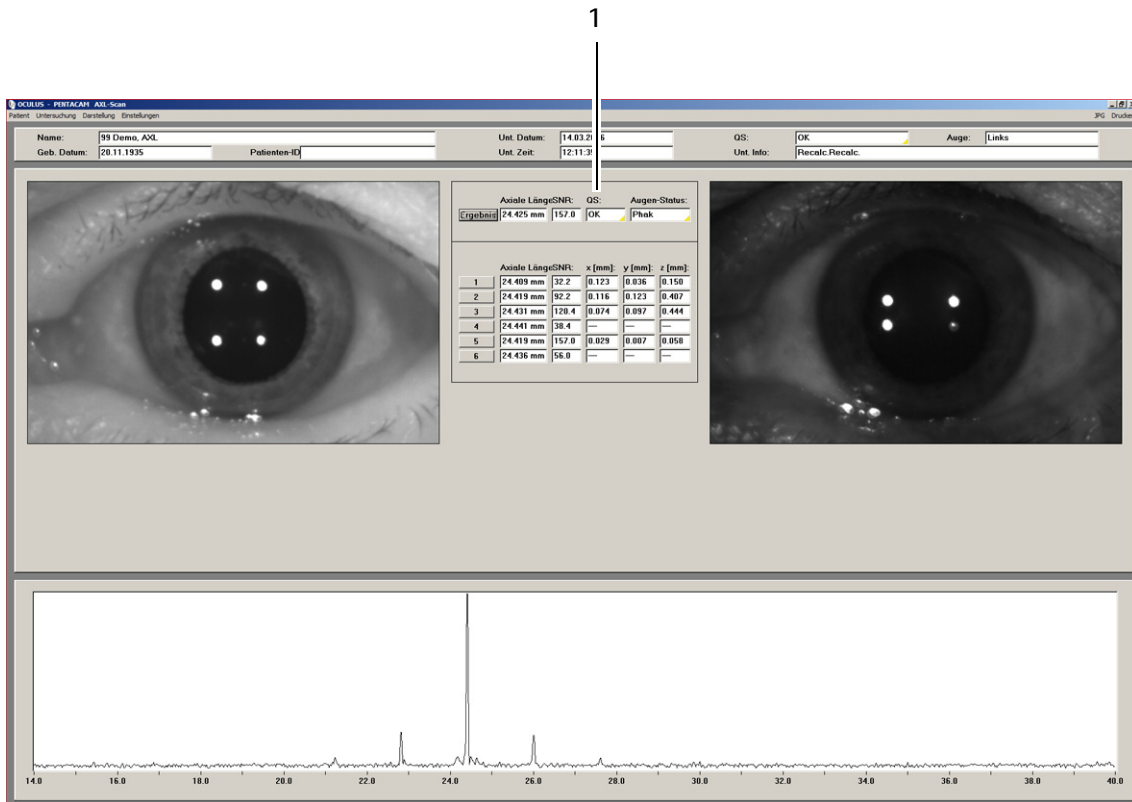 1
OCULUS - PENTACAM AXL-Scan
Patient Untersuchung Darstellung Einstellungen JPG
Name: 99 Demo, AXL Unt. Datum: QS: OK Auge: Links
Geb. Datum: 20.11.1935 Patienten-ID Unt. Zeit: Unt. Info: Recalc.Recalc.
Axiale Länge SNR: QS: Augen-Status:
Ergebnis 24.425 mm 157.0 OK Phak
Axiale Länge SNR: x [mm]: y [mm]: z [mm]:
1 24.409 mm 32.2 0.123 0.036 0.150
2 24.419 mm 92.2 0.116 0.123 0.407
3 24.431 mm 120.4 0.074 0.097 0.444
4 24.441 mm 38.4 — — —
5 24.419 mm 157.0 0.029 0.007 0.058
6 24.436 mm 56.0 — — —
14.0 16.0 18.0 20.0 22.0 24.0 26.0 28.0 30.0 32.0 34.0 36.0 38.0 40.0